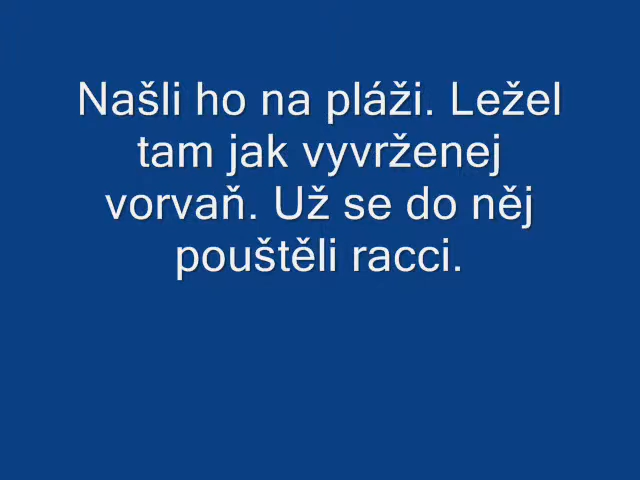 Našli ho na pláži. Ležel
tam jak vyvrženej
vorvaň. Už se do něj
pouštěli racci.